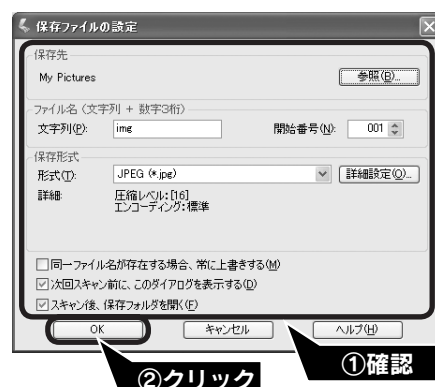 保存ファイルの設定
保存先
My Pictures
参照(B)...
ファイル名（文字列 + 数字3桁）
文字列(P):
img
開始番号(N):
001
保存形式
形式(T):
JPEG (*.jpg)
詳細設定(O)...
詳細:
圧縮レベル:[16]
エンコーディング:標準
同一ファイル名が存在する場合、常に上書きする(M)
次回スキャン前に、このダイアログを表示する(D)
スキャン後、保存フォルダを開く(F)
OK
キャンセル
ヘルプ(H)
①確認
②クリック